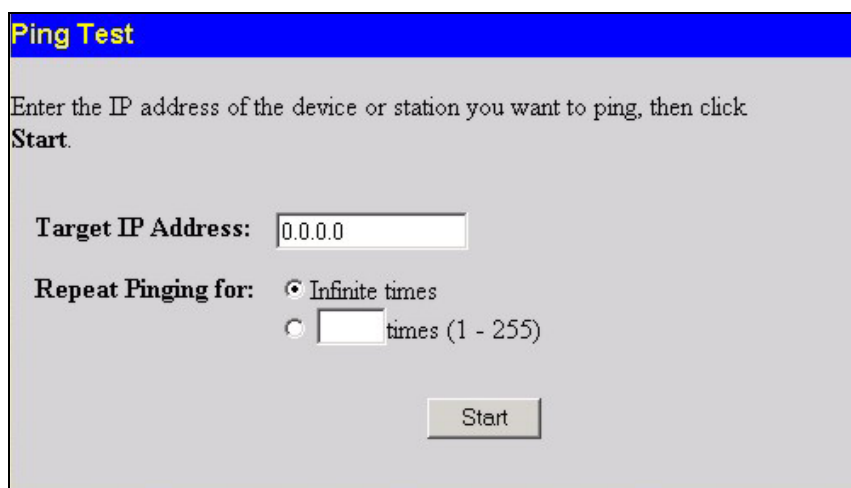 Ping Test
Enter the IP address of the device or station you want to ping, then click
Start.
Target IP Address: 0.0.0.0
Repeat Pinging for: Infinite times
times (1 - 255)
Start